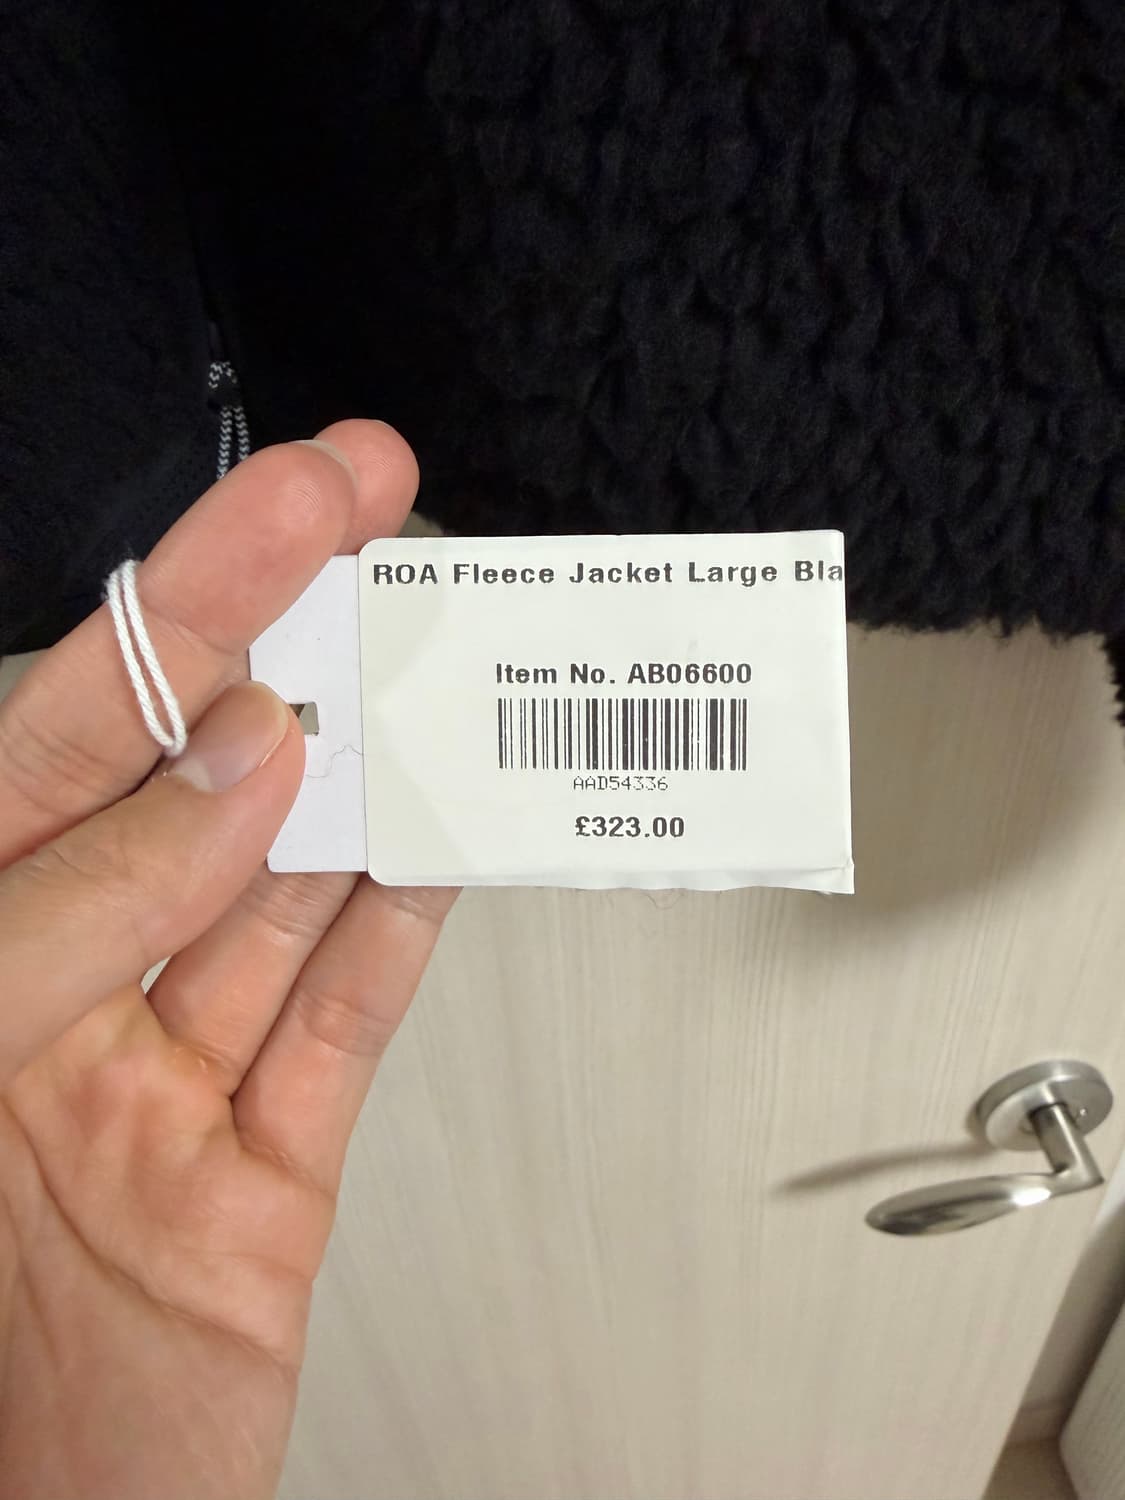 ROA Fleece Jacket Large Bla
Item No. AB06600
AAD54336
£323.00